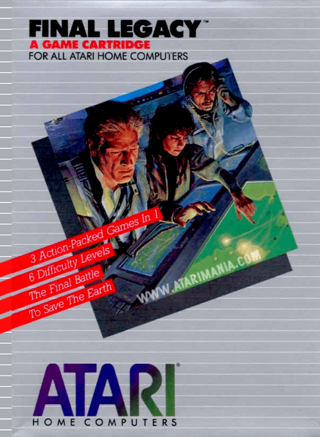 FINAL LEGACY™
A GAME CARTRIDGE
FOR ALL ATARI HOME COMPUTERS
3 Action-Packed Games In 1
6 Difficulty Levels
The Final Battle
To Save The Earth
WWW.ATARIMANIA.COM
ATARI®
HOME COMPUTERS